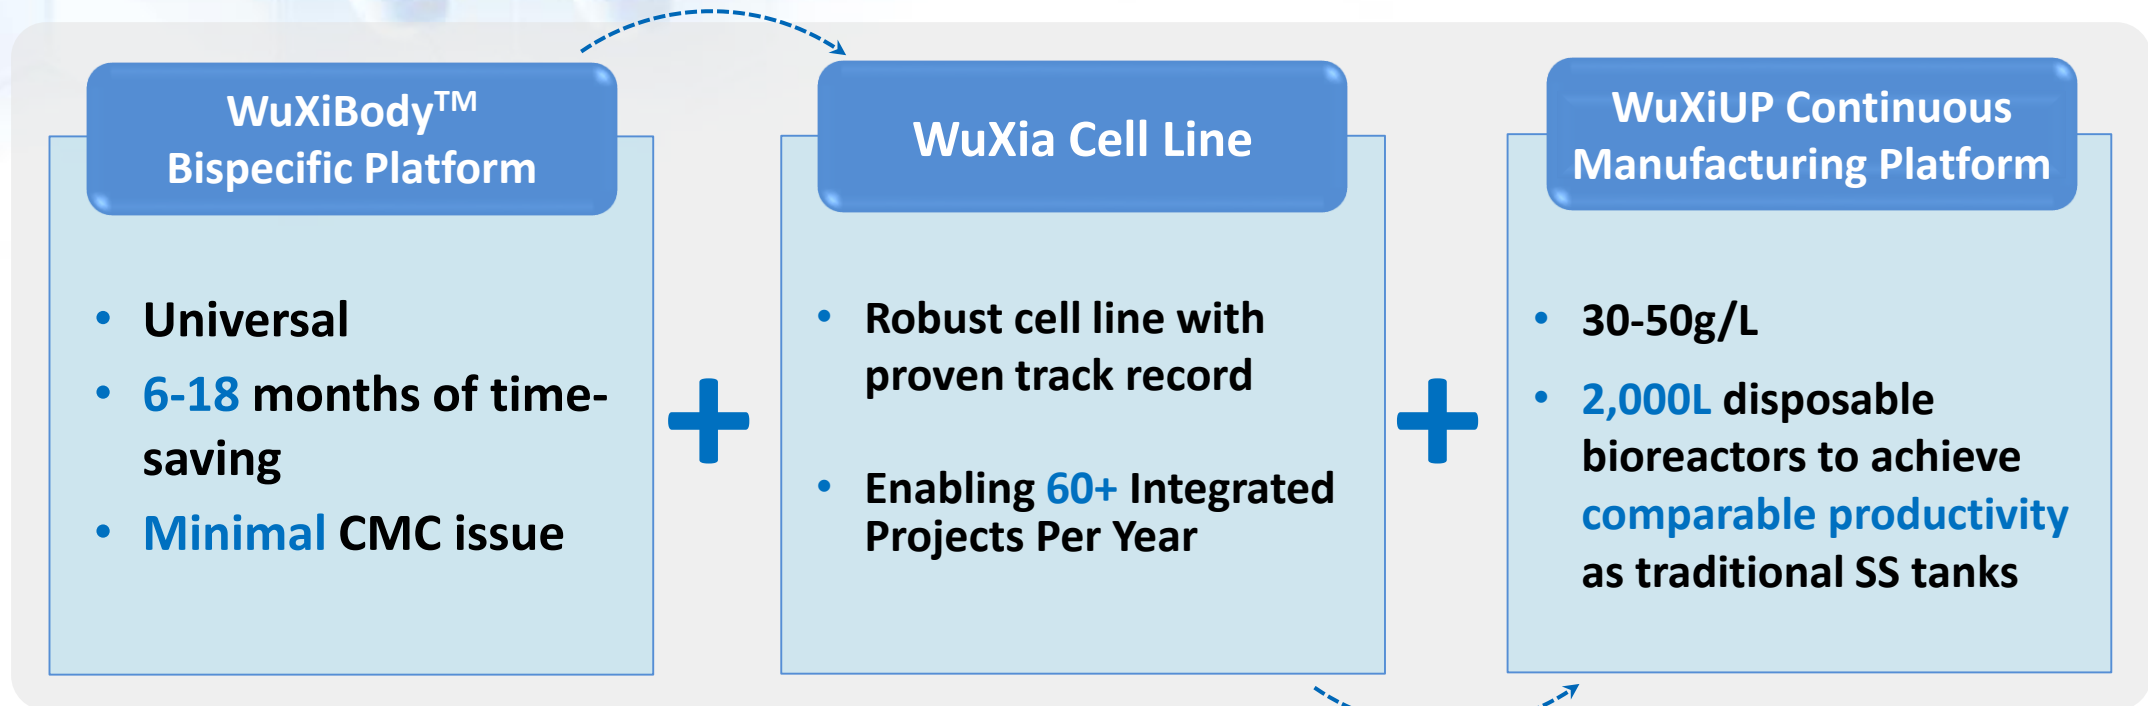 WuXiBody™
Bispecific Platform
• Universal
• 6-18 months of time-
saving
• Minimal CMC issue
WuXia Cell Line
• Robust cell line with
proven track record
• Enabling 60+ Integrated
Projects Per Year
WuXiUP Continuous
Manufacturing Platform
• 30-50g/L
• 2,000L disposable
bioreactors to achieve
comparable productivity
as traditional SS tanks